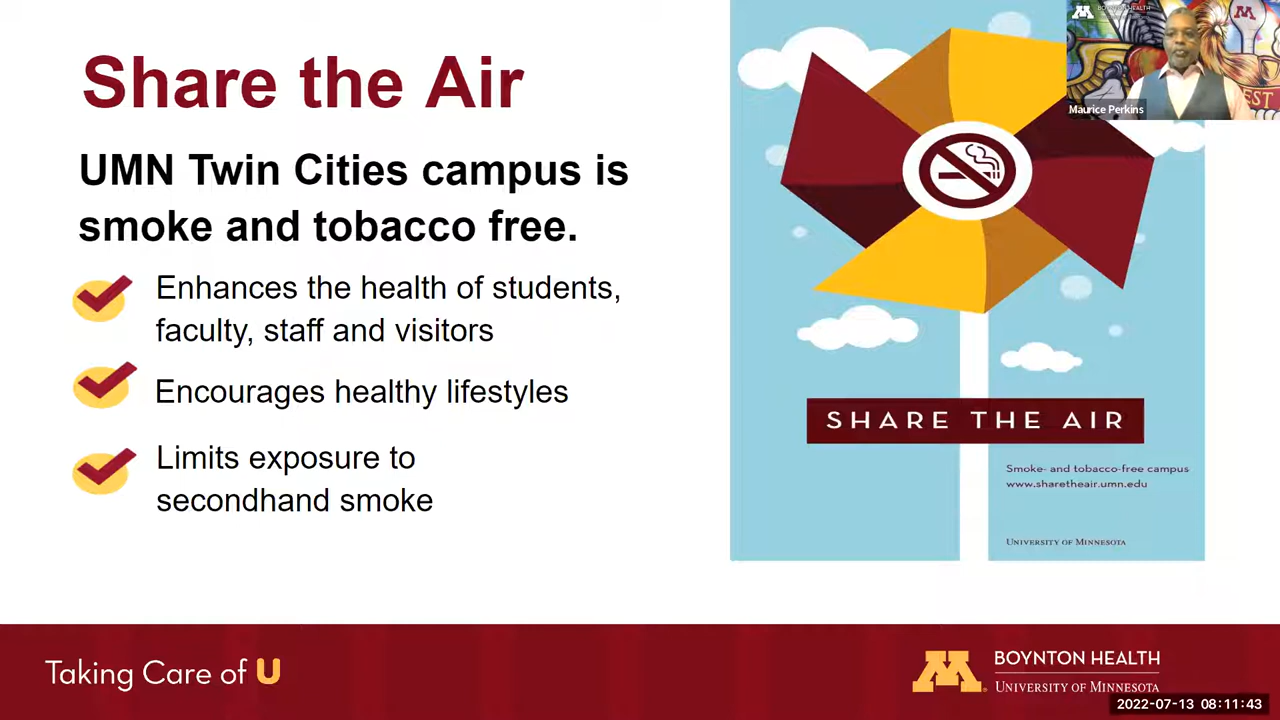 Share the Air
UMN Twin Cities campus is
smoke and tobacco free.
Enhances the health of students,
faculty, staff and visitors
Encourages healthy lifestyles
Limits exposure to
secondhand smoke
SHARE THE AIR
Smoke- and tobacco-free campus
www.sharetheair.umn.edu
UNIVERSITY OF MINNESOTA
M
BOYNTON HEALTH
M
EST
Maurice Perkins
Taking Care of U
M
BOYNTON HEALTH
UNIVERSITY OF MINNESOTA
2022-07-13 08:11:43